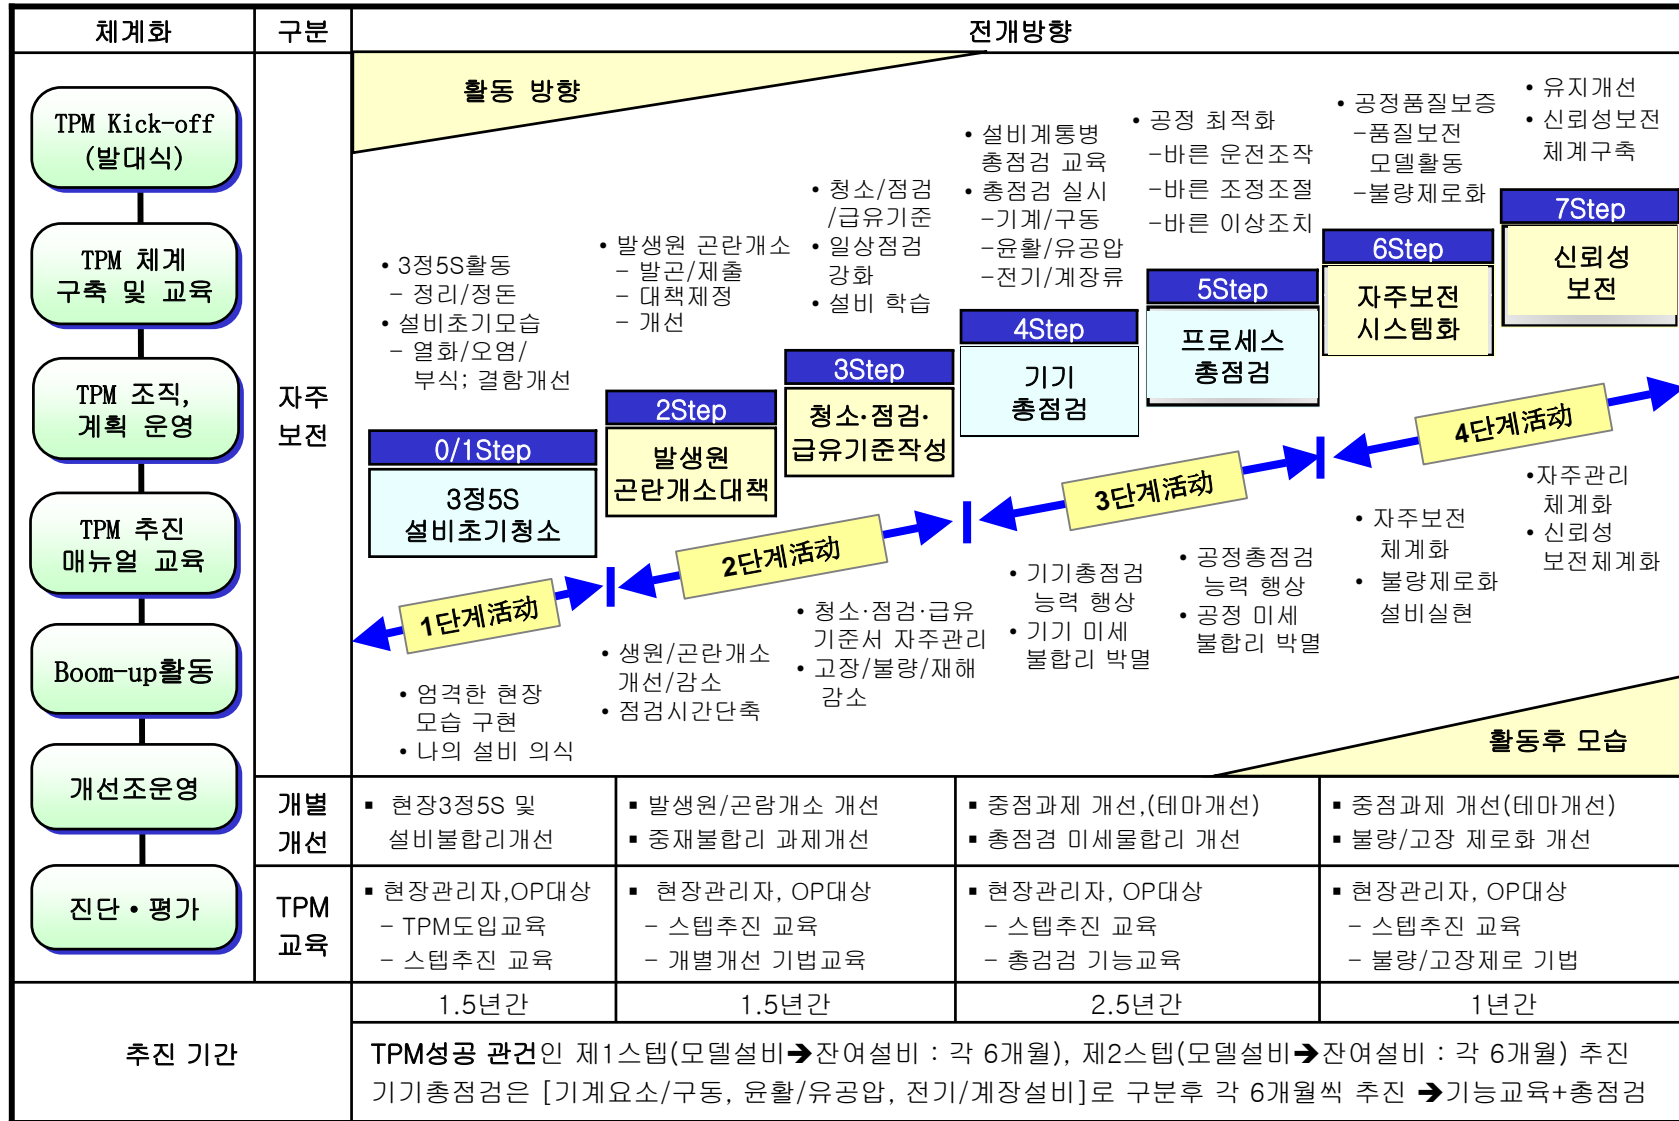 체계화
구분
전개방향
TPM Kick-off
(발대식)
TPM 체계
구축 및 교육
TPM 조직,
계획 운영
TPM 추진
매뉴얼 교육
Boom-up활동
개선조운영
진단 • 평가
자주
보전
활동 방향
• 3정5S활동
– 정리/정돈
• 설비초기모습
– 열화/오염/
부식; 결함개선
0/1Step
3정5S
설비초기청소
• 발생원 곤란개소
– 발곤/제출
– 대책제정
– 개선
2Step
발생원
곤란개소대책
• 청소/점검
/급유기준
• 일상점검
강화
• 설비 학습
3Step
청소·점검·
급유기준작성
• 설비계통병
총점검 교육
• 총점검 실시
–기계/구동
–윤활/유공압
–전기/계장류
4Step
기기
총점검
• 공정 최적화
–바른 운전조작
–바른 조정조절
–바른 이상조치
5Step
프로세스
총점검
• 공정품질보증
–품질보전
모델활동
–불량제로화
6Step
자주보전
시스템화
• 유지개선
• 신뢰성보전
체계구축
7Step
신뢰성
보전
1단계活动
2단계活动
3단계活动
4단계活动
• 엄격한 현장
모습 구현
• 나의 설비 의식
• 생원/곤란개소
개선/감소
• 점검시간단축
• 청소·점검·급유
기준서 자주관리
• 고장/불량/재해
감소
• 기기총점검
능력 행상
• 기기 미세
불합리 박멸
• 공정총점검
능력 행상
• 공정 미세
불합리 박멸
• 자주보전
체계화
• 불량제로화
설비실현
•자주관리
체계화
• 신뢰성
보전체계화
활동후 모습
개별
개선
▪ 현장3정5S 및
설비불합리개선
▪ 발생원/곤람개소 개선
▪ 중재불합리 과제개선
▪ 중점과제 개선,(테마개선)
▪ 총점겸 미세물합리 개선
▪ 중점과제 개선(테마개선)
▪ 불량/고장 제로화 개선
TPM
교육
▪ 현장관리자,OP대상
– TPM도입교육
– 스텝추진 교육
▪ 현장관리자, OP대상
– 스텝추진 교육
– 개별개선 기법교육
▪ 현장관리자, OP대상
– 스텝추진 교육
– 총검검 기능교육
▪ 현장관리자, OP대상
– 스텝추진 교육
– 불량/고장제로 기법
추진 기간
1.5년간
1.5년간
2.5년간
1년간
TPM성공 관건인 제1스텝(모델설비➔잔여설비 : 각 6개월), 제2스텝(모델설비➔잔여설비 : 각 6개월) 추진
기기총점검은 [기계요소/구동, 윤활/유공압, 전기/계장설비]로 구분후 각 6개월씩 추진 ➔기능교육+총점검